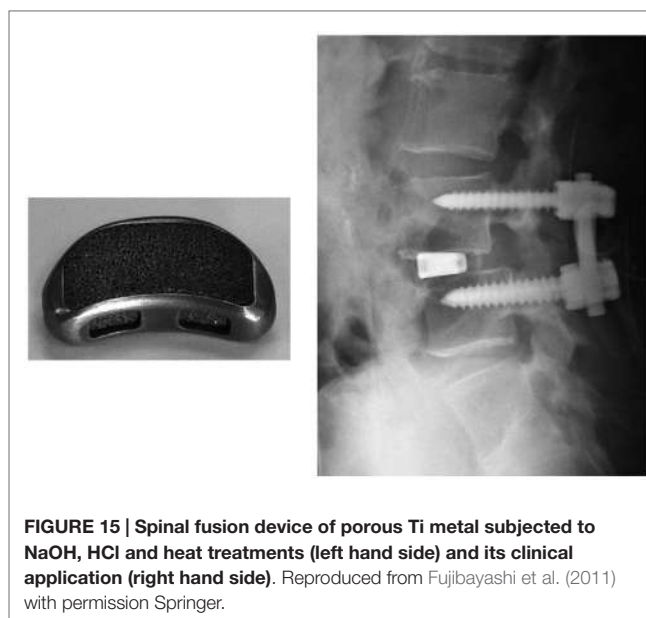 FIGURE 15 | Spinal fusion device of porous Ti metal subjected to
NaOH, HCl and heat treatments (left hand side) and its clinical
application (right hand side). Reproduced from Fujibayashi et al. (2011)
with permission Springer.